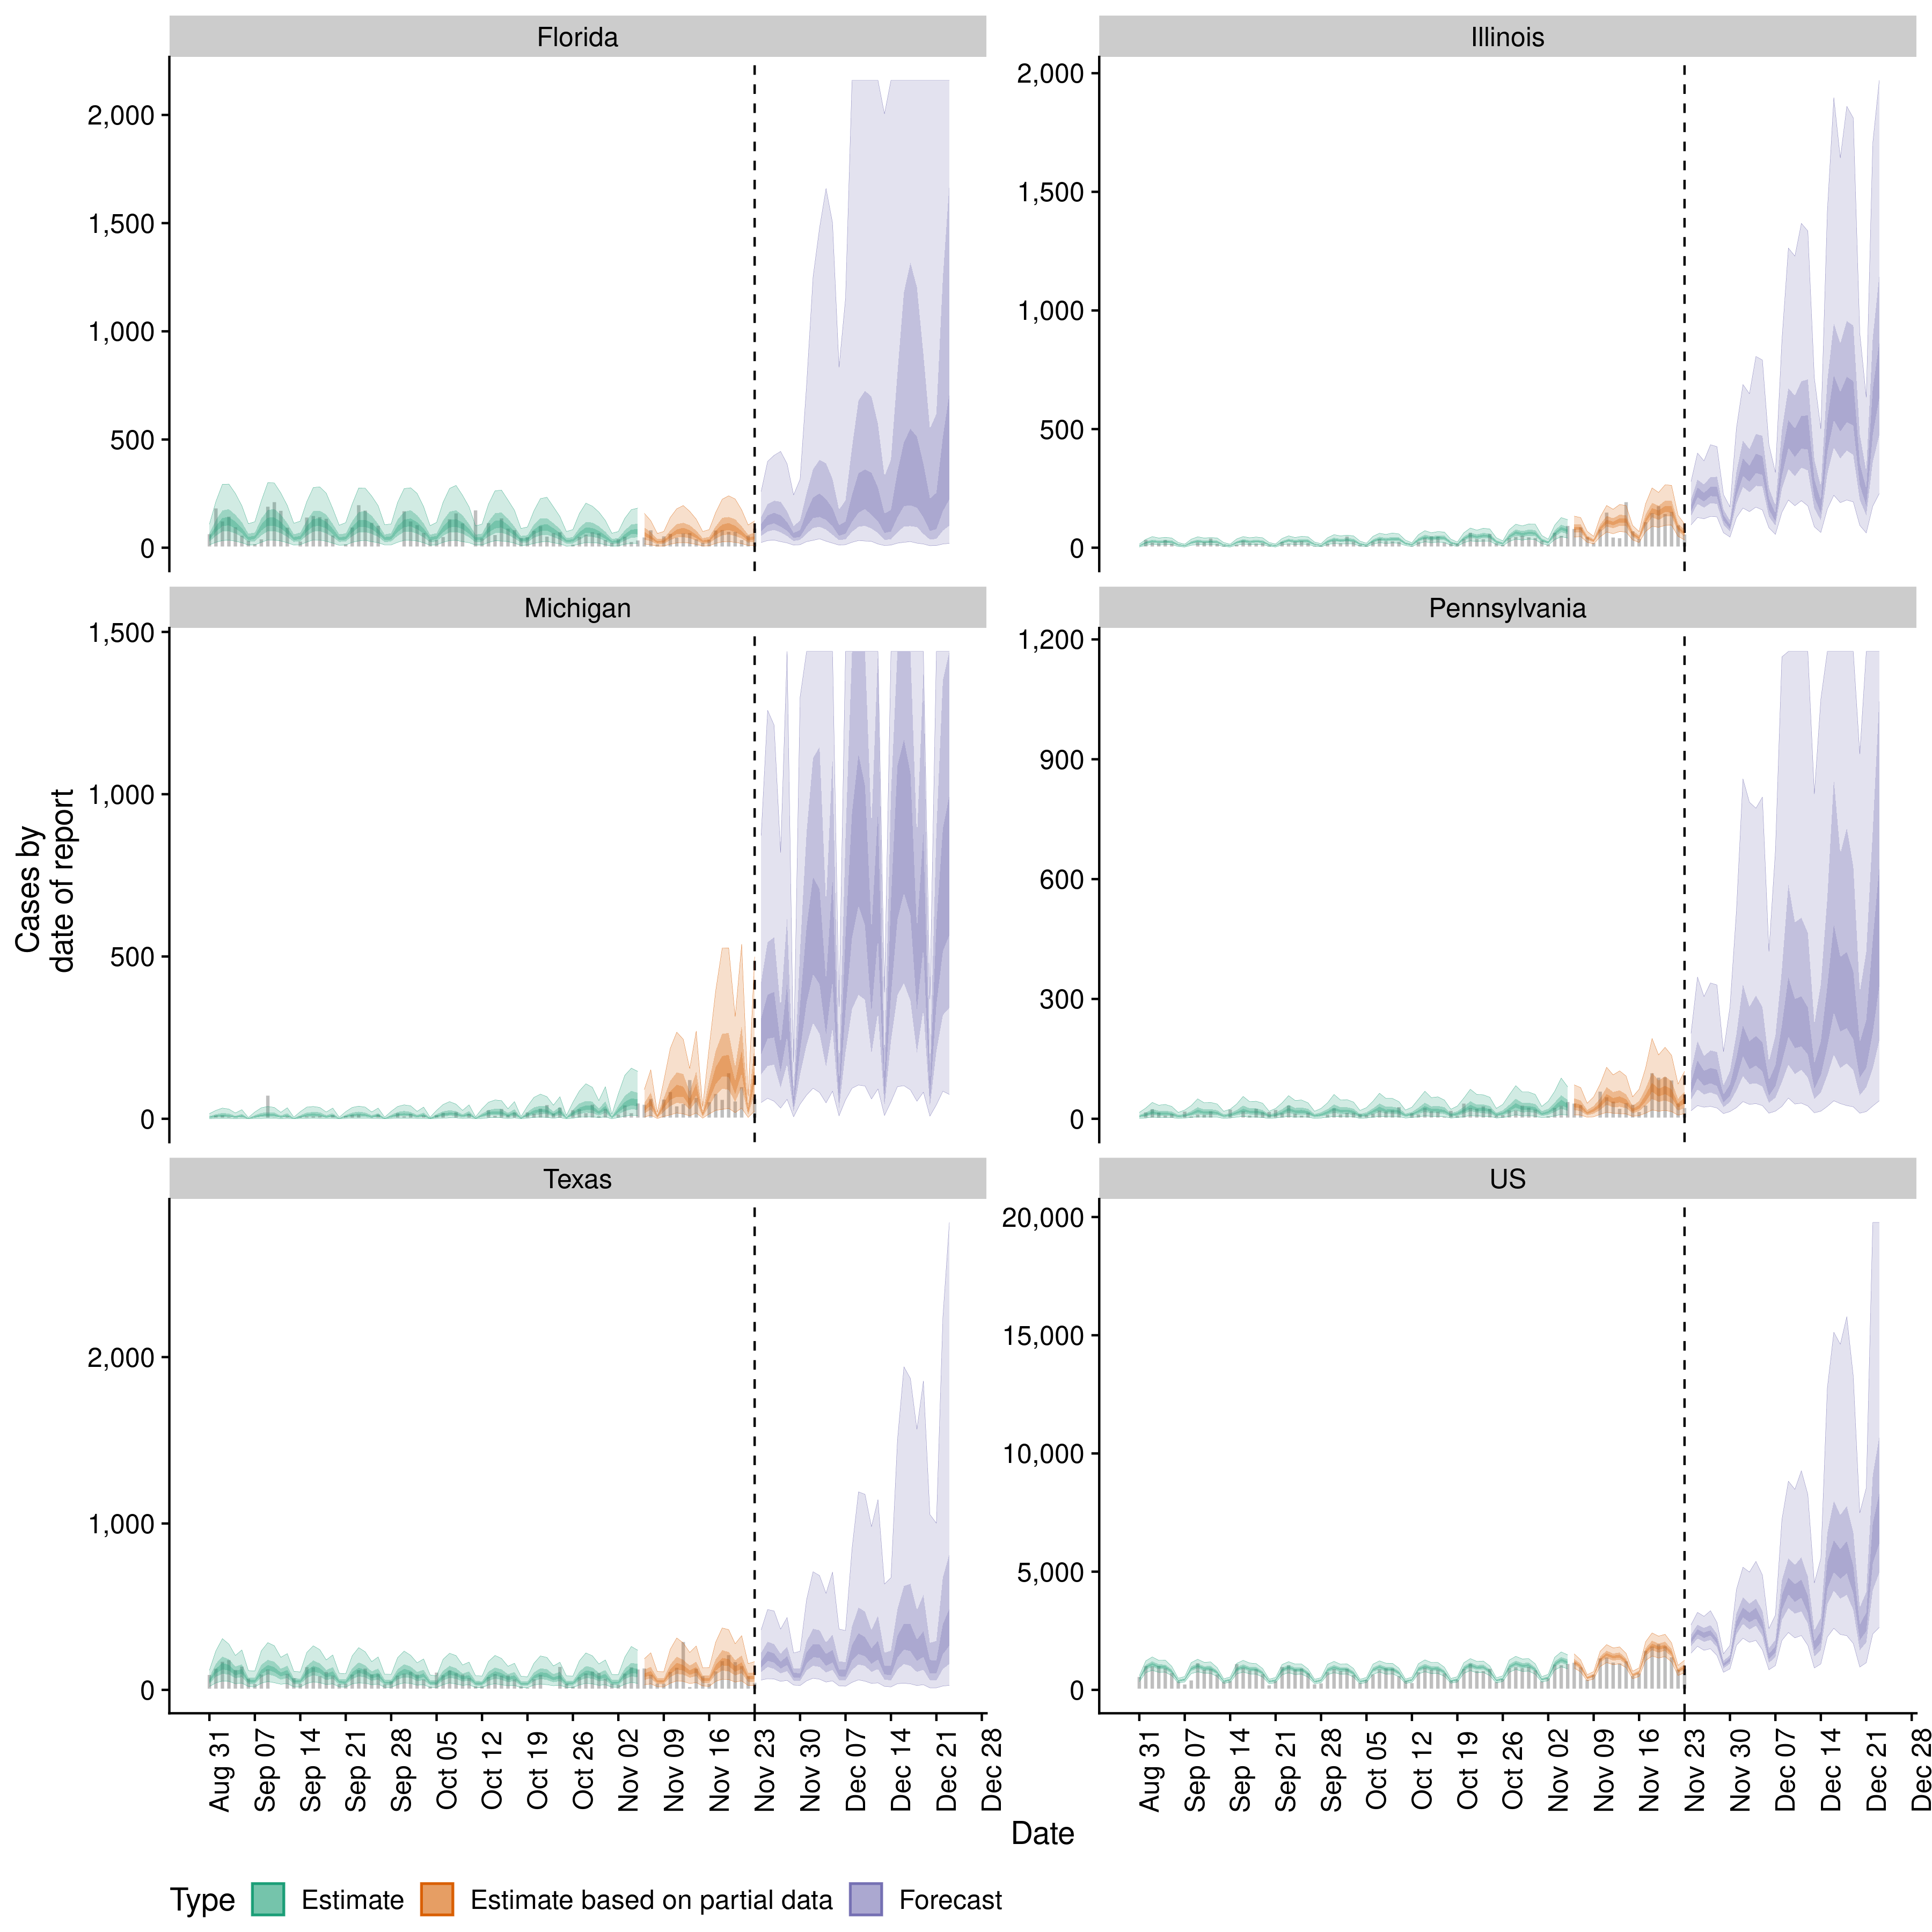 Florida
Illinois
2,000
1,500
1,000
500
0
2,000
1,500
1,000
500
0
Michigan
Pennsylvania
1,500
1,000
500
0
1,200
900
600
300
0
Cases by
date of report
Texas
US
2,000
1,000
0
20,000
15,000
10,000
5,000
0
Aug 31
Sep 07
Sep 14
Sep 21
Sep 28
Oct 05
Oct 12
Oct 19
Oct 26
Nov 02
Nov 09
Nov 16
Nov 23
Nov 30
Dec 07
Dec 14
Dec 21
Dec 28
Aug 31
Sep 07
Sep 14
Sep 21
Sep 28
Oct 05
Oct 12
Oct 19
Oct 26
Nov 02
Nov 09
Nov 16
Nov 23
Nov 30
Dec 07
Dec 14
Dec 21
Dec 28
Date
Type Estimate Estimate based on partial data Forecast